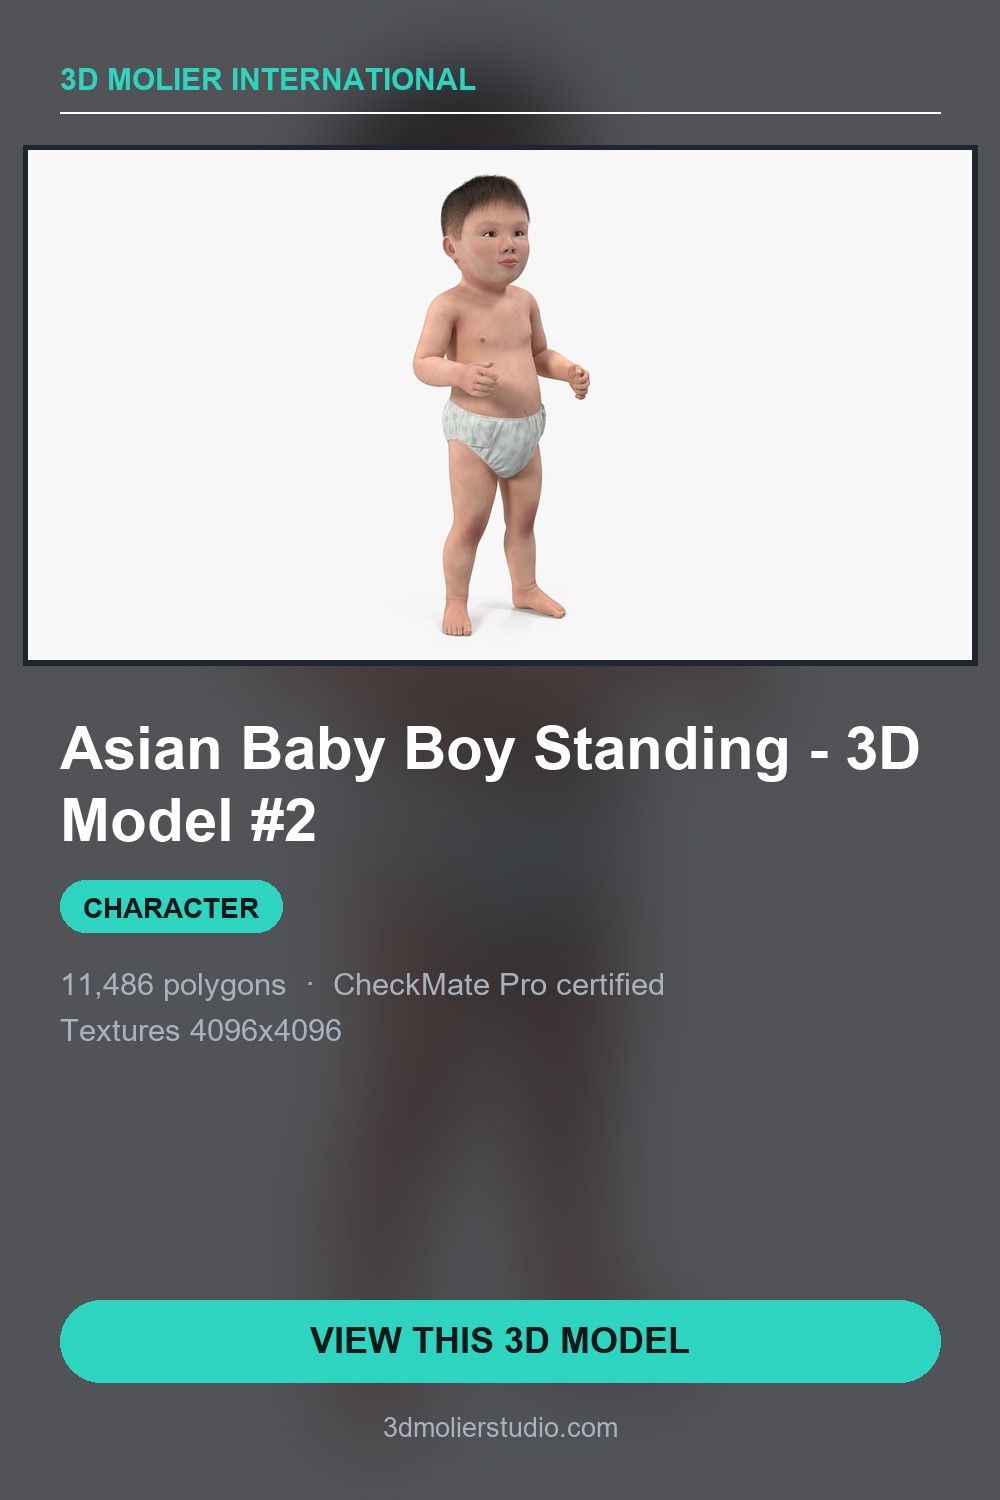 3D MOLIER INTERNATIONAL
Asian Baby Boy Standing - 3D
Model #2
CHARACTER
11,486 polygons · CheckMate Pro certified
Textures 4096x4096
VIEW THIS 3D MODEL
3dmolierstudio.com